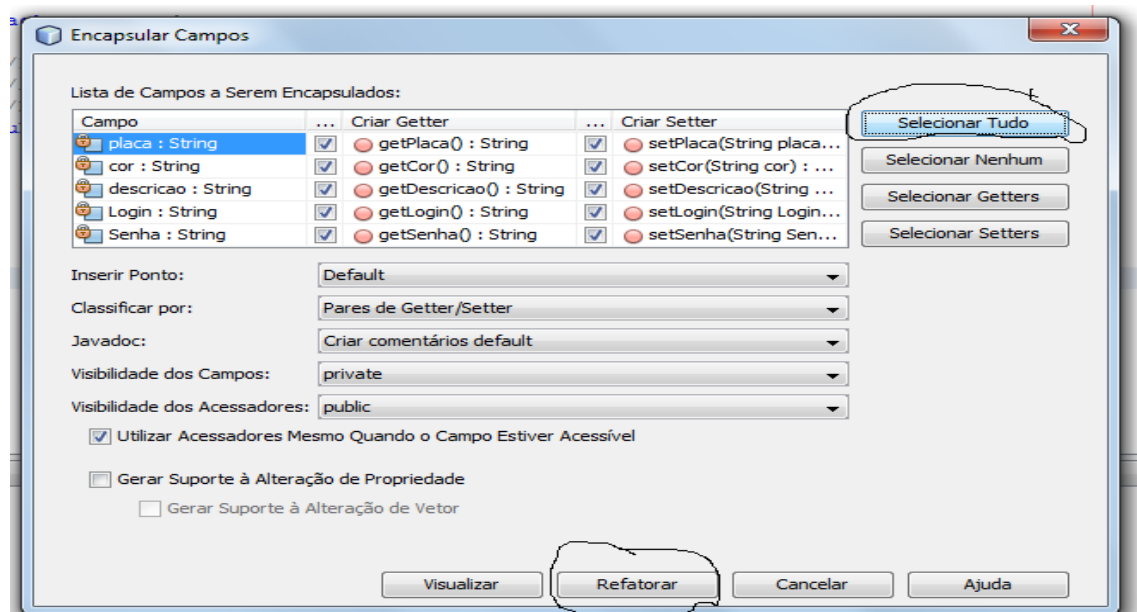 Encapsular Campos
Lista de Campos a Serem Encapsulados:
Campo ... Criar Getter ... Criar Setter
placa : String getPlaca() : String setPlaca(String placa...
cor : String getCor() : String setCor(String cor) : ...
descricao : String getDescricao() : String setDescricao(String ...
Login : String getLogin() : String setLogin(String Login...
Senha : String getSenha() : String setSenha(String Sen...
Selecionar Tudo
Selecionar Nenhum
Selecionar Getters
Selecionar Setters
Inserir Ponto: Default
Classificar por: Pares de Getter/Setter
Javadoc: Criar comentários default
Visibilidade dos Campos: private
Visibilidade dos Acessadores: public
Utilizar Acessadores Mesmo Quando o Campo Estiver Acessível
Gerar Suporte à Alteração de Propriedade
Gerar Suporte à Alteração de Vetor
Visualizar Refatorar Cancelar Ajuda